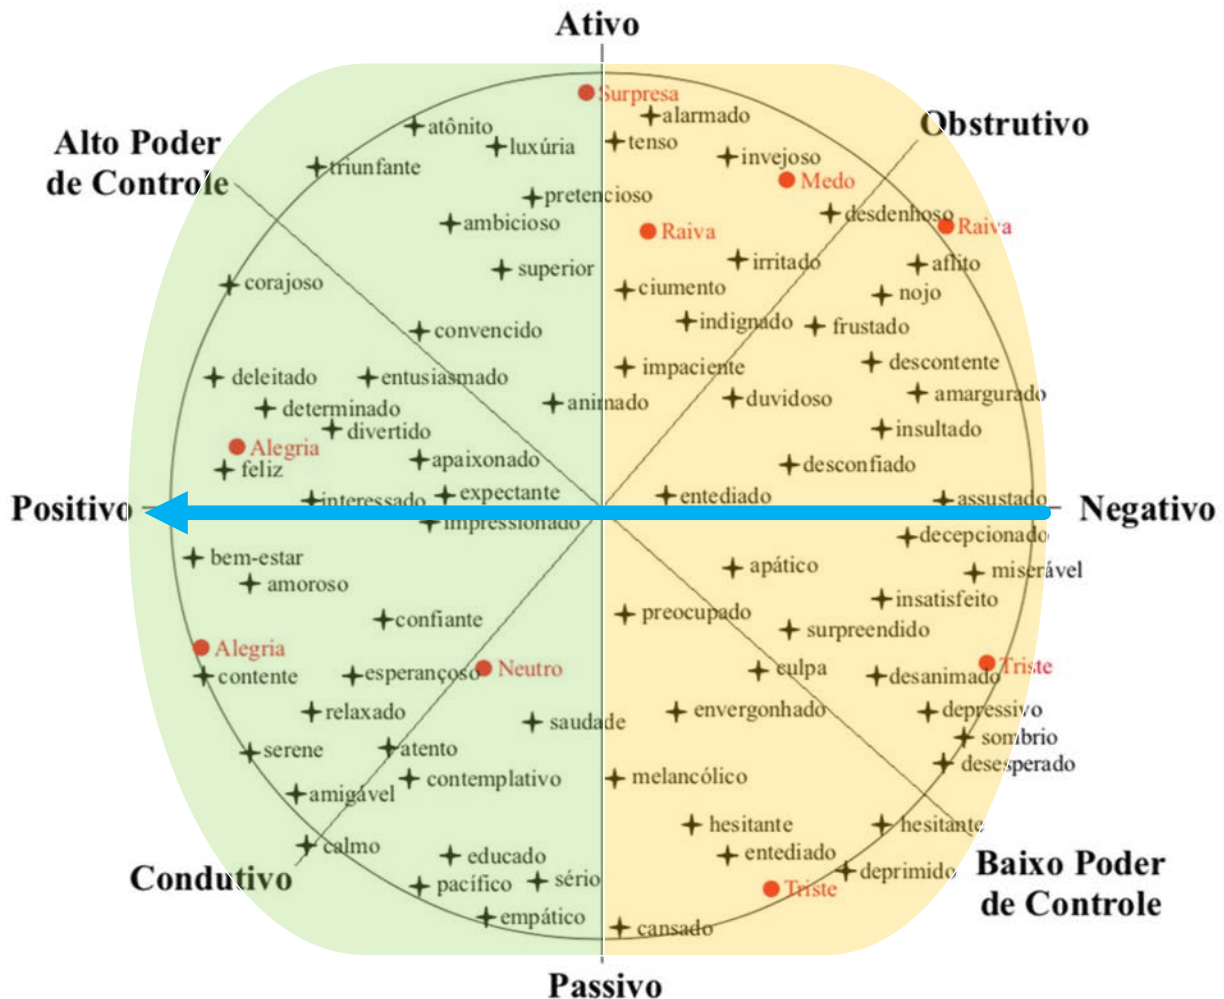 Ativo
Surpresa
alarmado
Obstrutivo
atônito
tenso
luxúria
invejoso
Alto Poder
de Controle
triunfante
Medo
pretencioso
desdenhoso
ambicioso
Raiva
Raiva
irritado
aflito
superior
corajoso
ciumento
nojo
indignado
frustado
convencido
impaciente
descontente
deleitado
entusiasmado
amargurado
duvidoso
animado
determinado
divertido
insultado
Alegria
apaixonado
desconfiado
feliz
expectante
entediado
interessado
assustado
Positivo
Negativo
impressionado
decepcionado
bem-estar
apático
miserável
amoroso
insatisfeito
preocupado
confiante
surpreendido
Alegria
Neutro
culpa
Triste
contente
esperançoso
desanimado
relaxado
envergonhado
depressivo
saudade
sombrio
serene
atento
desesperado
contemplativo
melancólico
amigável
hesitante
hesitante
calmo
educado
entediado
Baixo Poder
de Controle
Condutivo
pacífico
sério
deprimido
Triste
empático
cansado
Passivo